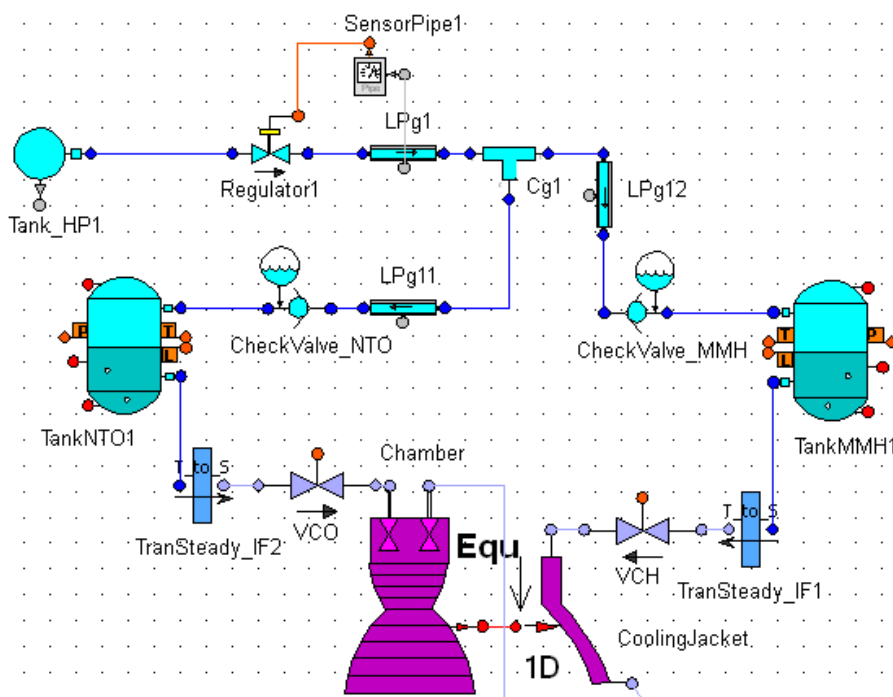 SensorPipe1
Pipe
LPg1
Regulator1
Cg1
LPg12
Tank_HP1
LPg11
P
T
L
CheckValve_NTO
CheckValve_MMH
T
P
L
TankNTO1
TankMMH1
Chamber
T_to_S
VCO
TranSteady_IF2
Equ
T_to_S
VCH
TranSteady_IF1
CoolingJacket
1D